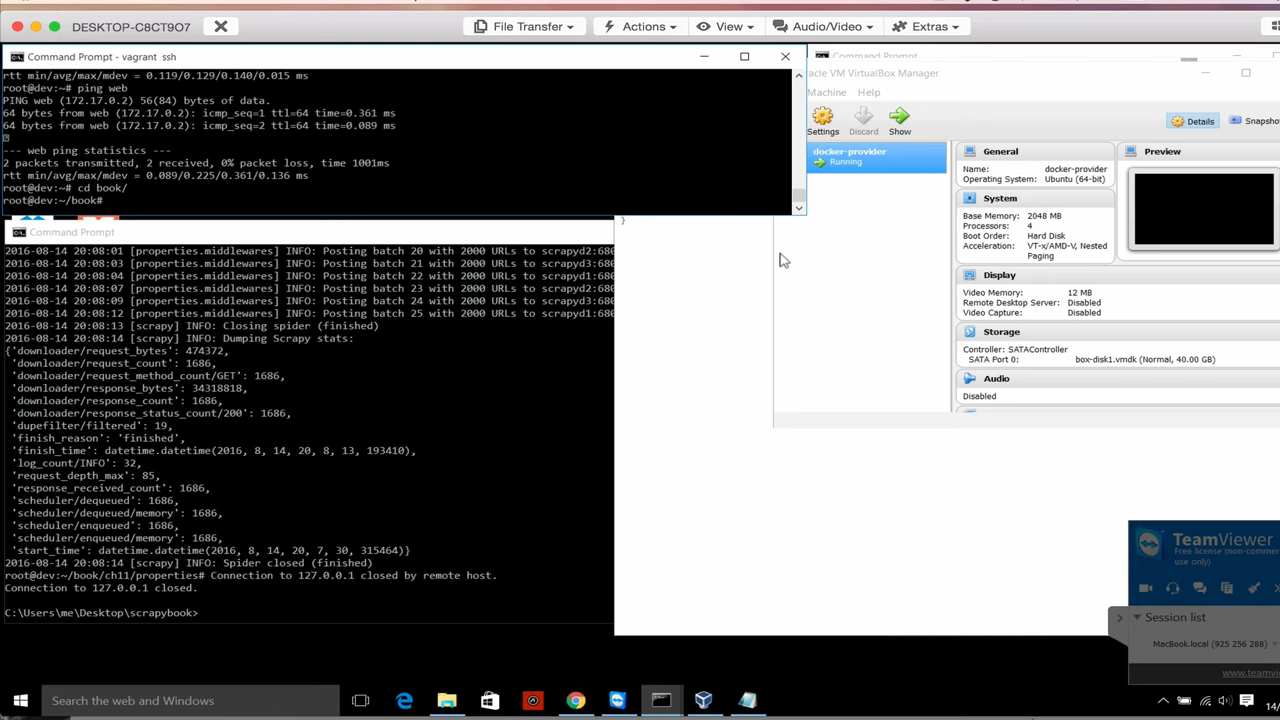 DESKTOP-C8CT9O7
File Transfer
Actions
View
Audio/Video
Extras
Command Prompt - vagrant ssh
rtt min/avg/max/mdev = 0.119/0.129/0.140/0.015 ms
root@dev:~# ping web
PING web (172.17.0.2) 56(84) bytes of data.
64 bytes from web (172.17.0.2): icmp_seq=1 ttl=64 time=0.361 ms
64 bytes from web (172.17.0.2): icmp_seq=2 ttl=64 time=0.089 ms
--- web ping statistics ---
2 packets transmitted, 2 received, 0% packet loss, time 1001ms
rtt min/avg/max/mdev = 0.089/0.225/0.361/0.136 ms
root@dev:~# cd book/
root@dev:~/book#
Command Prompt
2016-08-14 20:08:01 [properties.middlewares] INFO: Posting batch 20 with 2000 URLs to scrapyd2:680
2016-08-14 20:08:03 [properties.middlewares] INFO: Posting batch 21 with 2000 URLs to scrapyd3:680
2016-08-14 20:08:04 [properties.middlewares] INFO: Posting batch 22 with 2000 URLs to scrapyd1:680
2016-08-14 20:08:07 [properties.middlewares] INFO: Posting batch 23 with 2000 URLs to scrapyd2:680
2016-08-14 20:08:09 [properties.middlewares] INFO: Posting batch 24 with 2000 URLs to scrapyd3:680
2016-08-14 20:08:12 [properties.middlewares] INFO: Posting batch 25 with 2000 URLs to scrapyd1:680
2016-08-14 20:08:13 [scrapy] INFO: Closing spider (finished)
2016-08-14 20:08:14 [scrapy] INFO: Dumping Scrapy stats:
{'downloader/request_bytes': 474372,
'downloader/request_count': 1686,
'downloader/request_method_count/GET': 1686,
'downloader/response_bytes': 34318818,
'downloader/response_count': 1686,
'downloader/response_status_count/200': 1686,
'dupefilter/filtered': 19,
'finish_reason': 'finished',
'finish_time': datetime.datetime(2016, 8, 14, 20, 8, 13, 193410),
'log_count/INFO': 32,
'request_depth_max': 85,
'response_received_count': 1686,
'scheduler/dequeued': 1686,
'scheduler/dequeued/memory': 1686,
'scheduler/enqueued': 1686,
'scheduler/enqueued/memory': 1686,
'start_time': datetime.datetime(2016, 8, 14, 20, 7, 30, 315464)}
2016-08-14 20:08:14 [scrapy] INFO: Spider closed (finished)
root@dev:~/book/ch11/properties# Connection to 127.0.0.1 closed by remote host.
Connection to 127.0.0.1 closed.
C:\Users\me\Desktop\scrapybook>
}
Command Prompt
racle VM VirtualBox Manager
Machine Help
Settings
Discard
Show
Details
Snapsho
docker-provider
Running
General
Name: docker-provider
Operating System: Ubuntu (64-bit)
System
Base Memory: 2048 MB
Processors: 4
Boot Order: Hard Disk
Acceleration: VT-x/AMD-V, Nested
Paging
Display
Video Memory: 12 MB
Remote Desktop Server: Disabled
Video Capture: Disabled
Storage
Controller: SATAController
SATA Port 0: box-disk1.vmdk (Normal, 40.00 GB)
Audio
Disabled
Preview
TeamViewer
Free license (non-commer
use only)
Session list
MacBook.local (925 256 288)
www.teamv
Search the web and Windows
14/